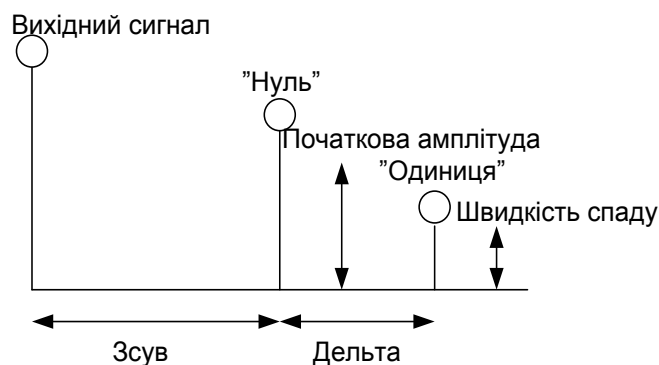 Вихідний сигнал
”Нуль”
Початкова амплітуда
”Одиниця”
Швидкість спаду
Зсув
Дельта